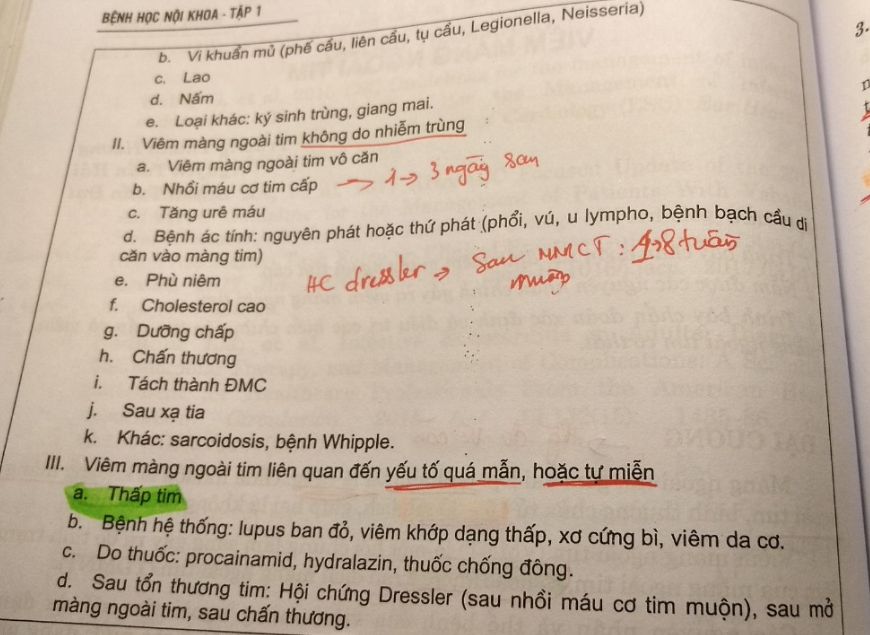 BỆNH HỌC NỘI KHOA - TẬP 1
3.
b. Vi khuẩn mủ (phế cầu, liên cầu, tụ cầu, Legionella, Neisseria)
c. Lao
d. Nấm
e. Loại khác: ký sinh trùng, giang mai.
II. Viêm màng ngoài tim không do nhiễm trùng
a. Viêm màng ngoài tim vô căn
b. Nhồi máu cơ tim cấp → 1→3 ngày sau
c. Tăng urê máu
d. Bệnh ác tính: nguyên phát hoặc thứ phát (phổi, vú, u lympho, bệnh bạch cầu di
căn vào màng tim)
HC dressler → Sau NMCT: 1→8 tuần
muộn
e. Phù niêm
f. Cholesterol cao
g. Dưỡng chấp
h. Chấn thương
i. Tách thành ĐMC
j. Sau xạ tia
k. Khác: sarcoidosis, bệnh Whipple.
III. Viêm màng ngoài tim liên quan đến yếu tố quá mẫn, hoặc tự miễn
a. Thấp tim
b. Bệnh hệ thống: lupus ban đỏ, viêm khớp dạng thấp, xơ cứng bì, viêm da cơ.
c. Do thuốc: procainamid, hydralazin, thuốc chống đông.
d. Sau tổn thương tim: Hội chứng Dressler (sau nhồi máu cơ tim muộn), sau mở
màng ngoài tim, sau chấn thương.